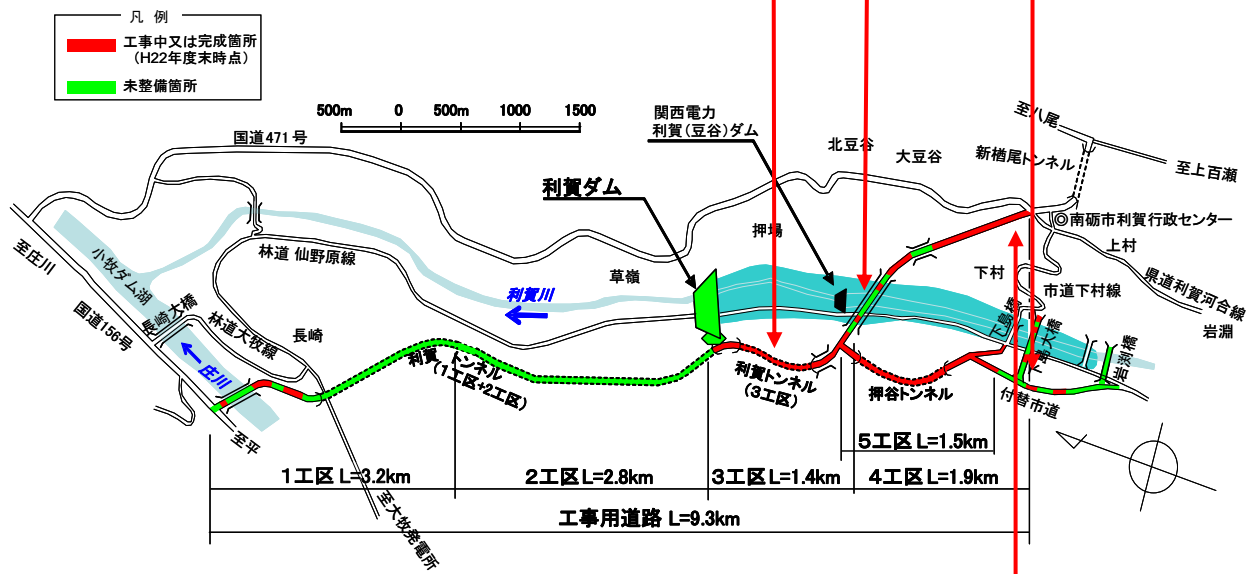 凡 例
工事中又は完成箇所
(H22年度末時点)
未整備箇所
500m 0 500m 1000 1500
関西電力
利賀(豆谷)ダム
国道471号
北豆谷
大豆谷
新楢尾トンネル
至八尾
至上百瀬
利賀ダム
押場
南砺市利賀行政センター
上村
県道利賀河合線
岩淵
下村
市道下村線
草嶺
利賀川
林道 仙野原線
小牧ダム湖
至庄川
国道156号
長崎大橋
林道大牧線
長崎
庄川
至平
利賀 トンネル
(1工区+2工区)
利賀トンネル
(3工区)
押谷トンネル
下島橋
下島大橋
岩渕橋
付替市道
5工区 L=1.5km
1工区 L=3.2km
2工区 L=2.8km
3工区 L=1.4km
4工区 L=1.9km
工事用道路 L=9.3km
至大牧発電所